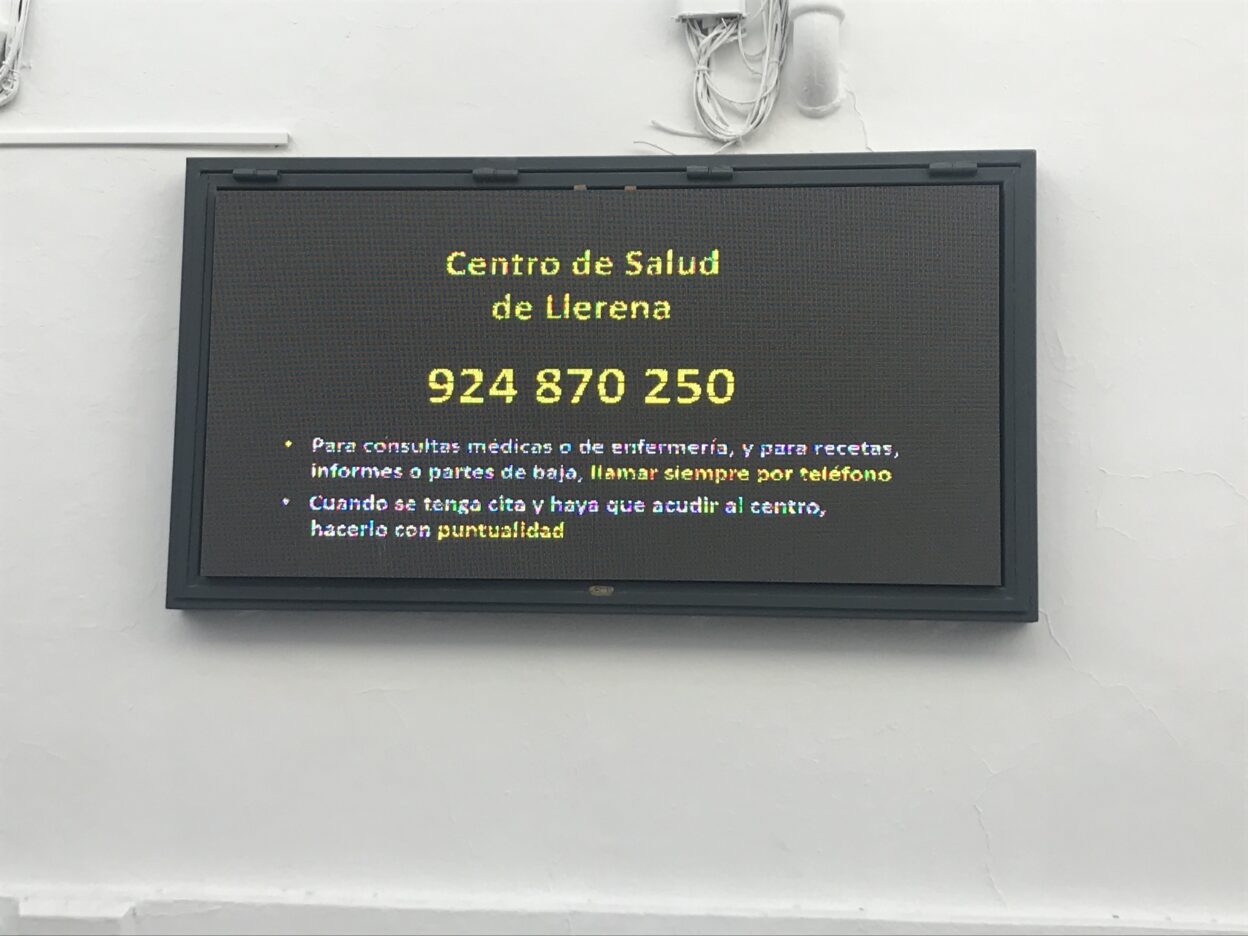 Centro de Salud
de Llerena
924 870 250
• Para consultas médicas o de enfermería, y para recetas,
informes o partes de baja, llamar siempre por teléfono
• Cuando se tenga cita y haya que acudir al centro,
hacerlo con puntualidad